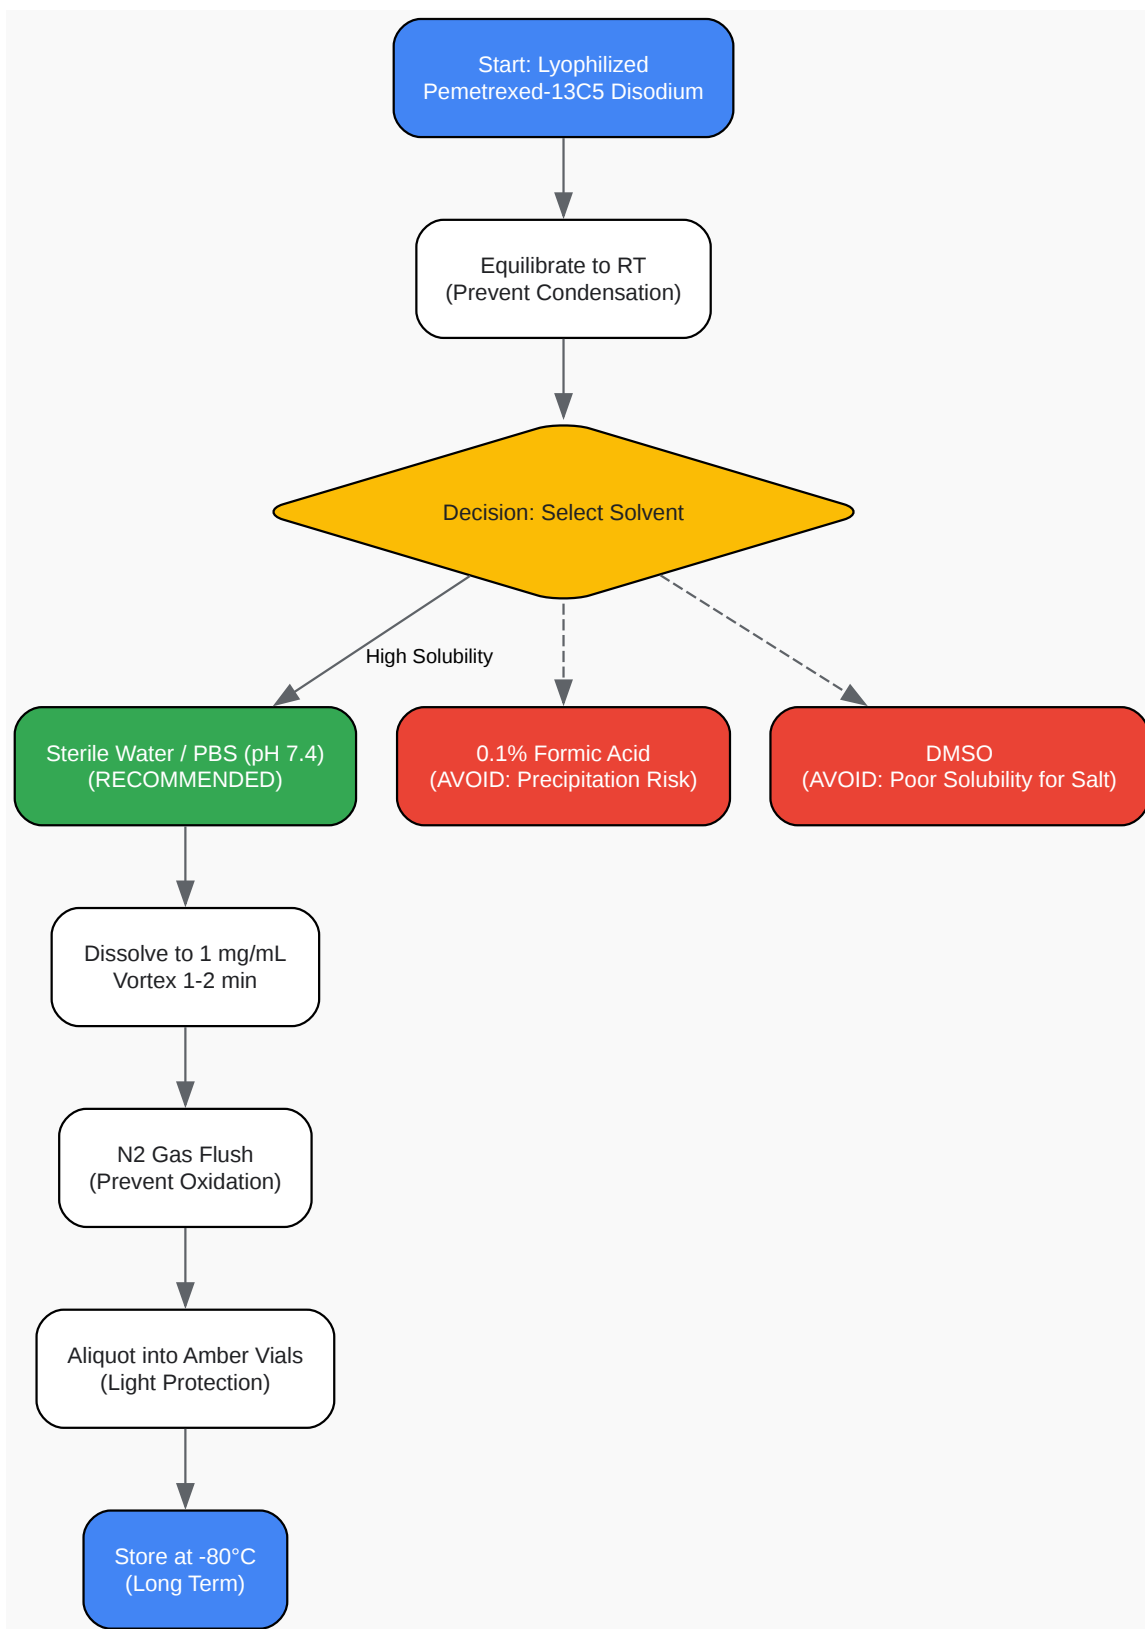 Start: Lyophilized
Pemetrexed-13C5 Disodium
Equilibrate to RT
(Prevent Condensation)
Decision: Select Solvent
High Solubility
Sterile Water / PBS (pH 7.4)
(RECOMMENDED)
0.1% Formic Acid
(AVOID: Precipitation Risk)
DMSO
(AVOID: Poor Solubility for Salt)
Dissolve to 1 mg/mL
Vortex 1-2 min
N2 Gas Flush
(Prevent Oxidation)
Aliquot into Amber Vials
(Light Protection)
Store at -80°C
(Long Term)